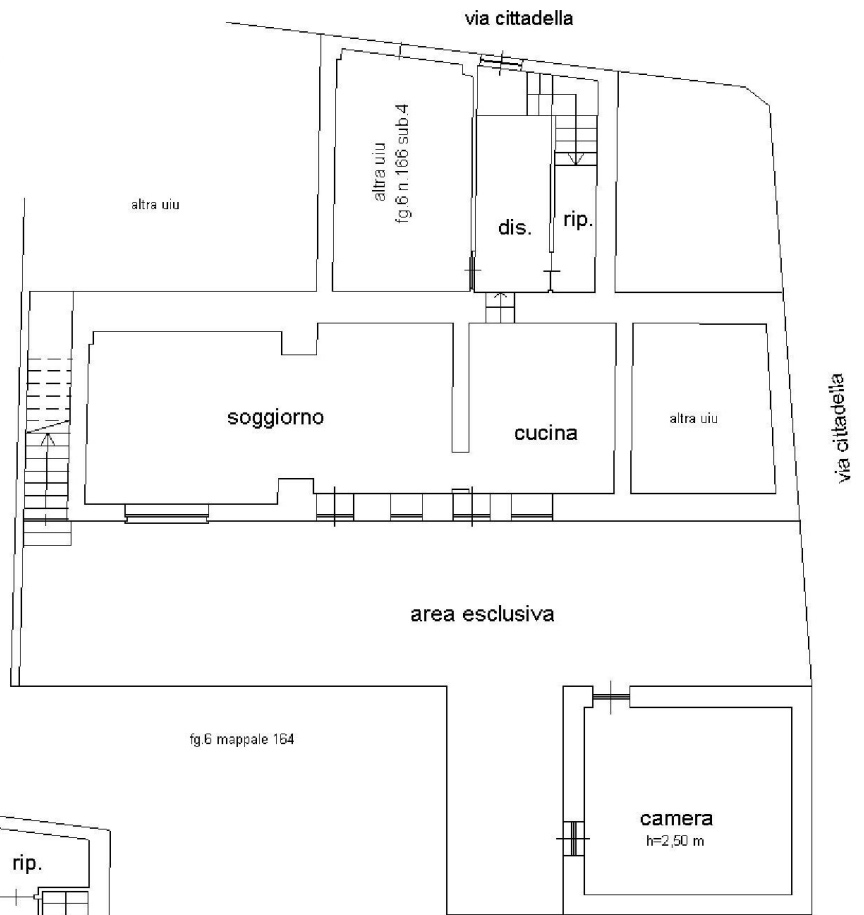 via cittadella
altra uiu
fg.6 n.166 sub.4
altra uiu
dis.
rip.
soggiorno
cucina
altra uiu
via cittadella
area esclusiva
fg.6 mappale 164
camera
h=2,50 m
rip.